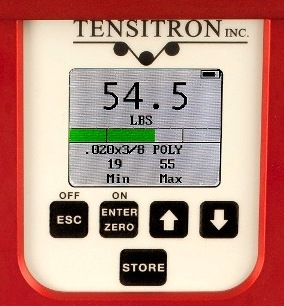 TENSITRON INC.
54.5
LBS
.020x3/8 POLY
19 55
Min Max
OFF ON
ESC ENTER ZERO
STORE